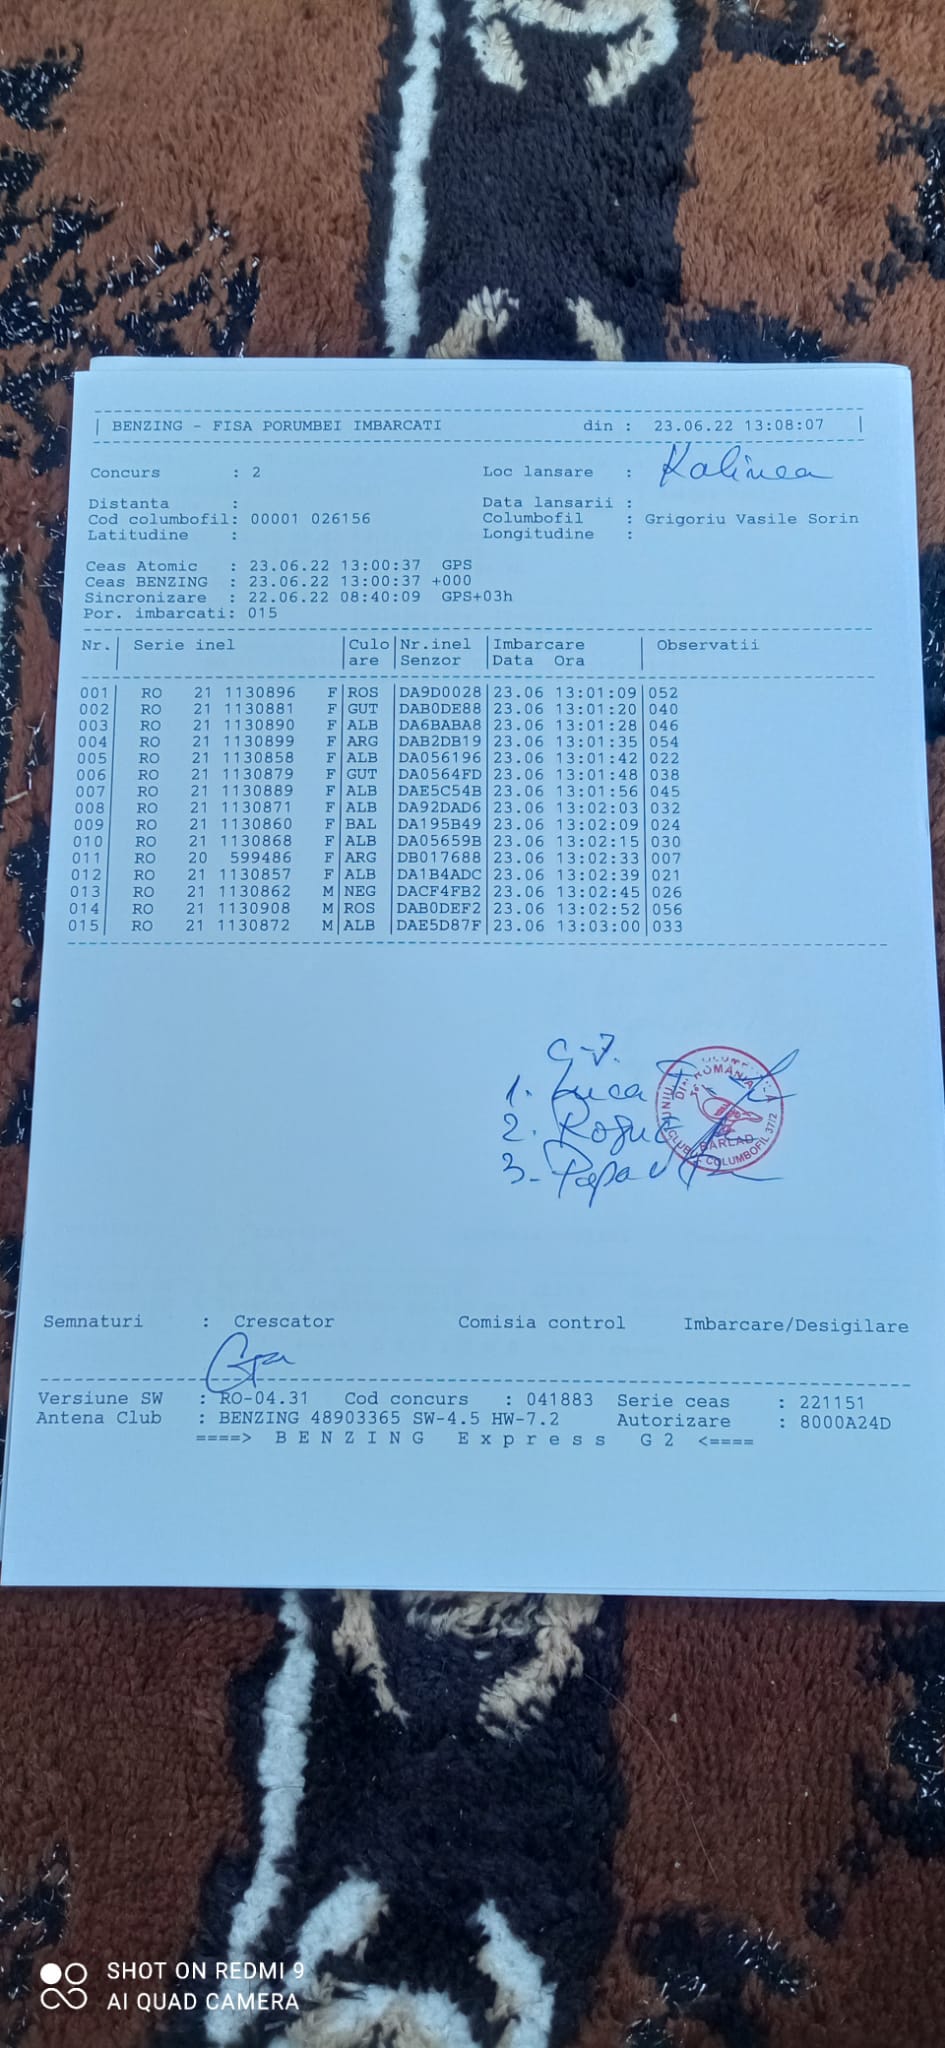 | BENZING - FISA PORUMBEI IMBARCATI din : 23.06.22 13:08:07 |
Concurs : 2 Loc lansare : Kalinea
Distanta : Data lansarii :
Cod columbofil: 00001 026156 Columbofil : Grigoriu Vasile Sorin
Latitudine : Longitudine :
Ceas Atomic : 23.06.22 13:00:37 GPS
Ceas BENZING : 23.06.22 13:00:37 +000
Sincronizare : 22.06.22 08:40:09 GPS+03h
Por. imbarcati: 015
Nr.| Serie inel |Culo|Nr.inel |Imbarcare | Observatii
| |are |Senzor |Data Ora |
001| RO 21 1130896 F|ROS |DA9D0028|23.06 13:01:09|052
002| RO 21 1130881 F|GUT |DAB0DE88|23.06 13:01:20|040
003| RO 21 1130890 F|ALB |DA6BABA8|23.06 13:01:28|046
004| RO 21 1130899 F|ARG |DAB2DB19|23.06 13:01:35|054
005| RO 21 1130858 F|ALB |DA056196|23.06 13:01:42|022
006| RO 21 1130879 F|GUT |DA0564FD|23.06 13:01:48|038
007| RO 21 1130889 F|ALB |DAE5C54B|23.06 13:01:56|045
008| RO 21 1130871 F|ALB |DA92DAD6|23.06 13:02:03|032
009| RO 21 1130860 F|BAL |DA195B49|23.06 13:02:09|024
010| RO 21 1130868 F|ALB |DA05659B|23.06 13:02:15|030
011| RO 20 599486 F|ARG |DB017688|23.06 13:02:33|007
012| RO 21 1130857 F|ALB |DA1B4ADC|23.06 13:02:39|021
013| RO 21 1130862 M|NEG |DACF4FB2|23.06 13:02:45|026
014| RO 21 1130908 M|ROS |DAB0DEF2|23.06 13:02:52|056
015| RO 21 1130872 M|ALB |DAE5D87F|23.06 13:03:00|033
1. Luca
2.
3. Papa
DIN ROMÂNIA
BARLAD
CLUB COLUMBOFIL 37/2
Semnaturi : Crescator Comisia control Imbarcare/Desigilare
Versiune SW : RO-04.31 Cod concurs : 041883 Serie ceas : 221151
Antena Club : BENZING 48903365 SW-4.5 HW-7.2 Autorizare : 8000A24D
====> B E N Z I N G E x p r e s s G 2 <====
SHOT ON REDMI 9
AI QUAD CAMERA